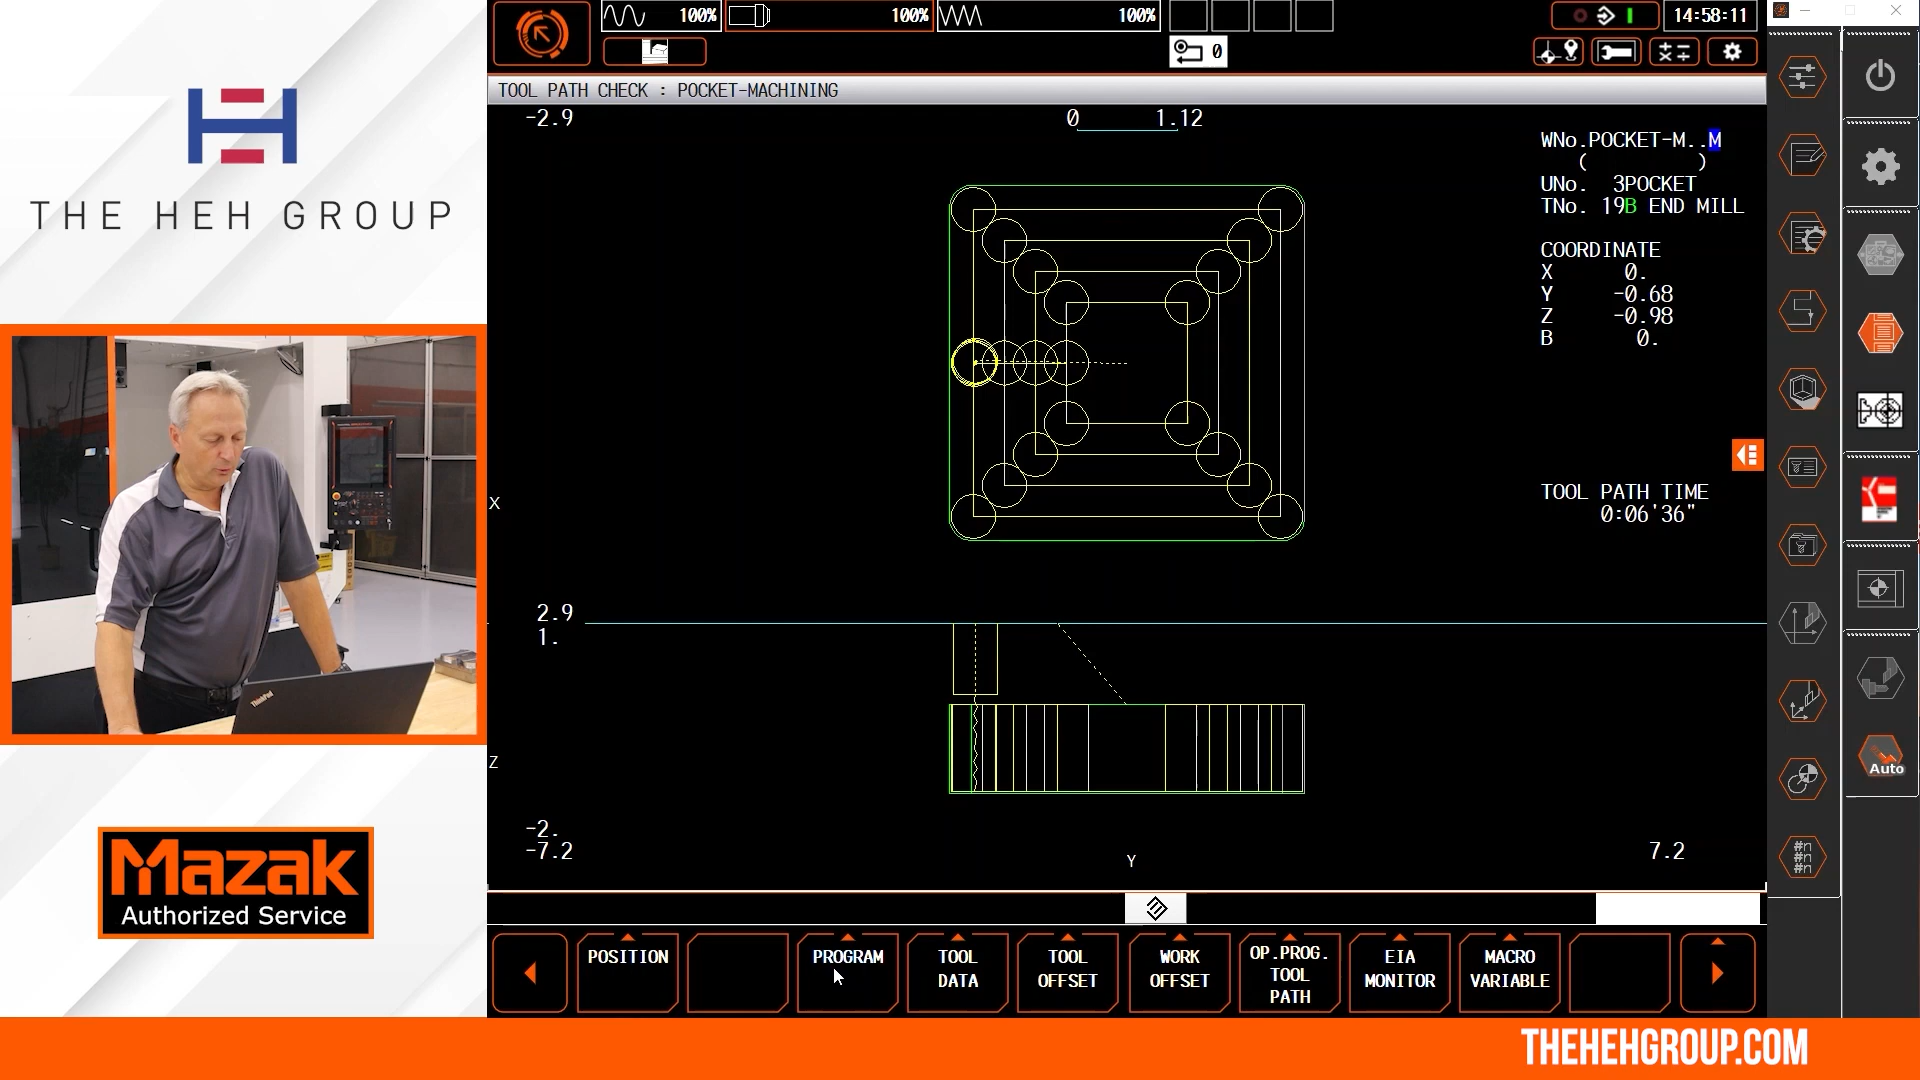 THE HEH GROUP
ThinkPad
Mazak
Authorized Service
100%
100%
100%
0
14:58:11
TOOL PATH CHECK : POCKET-MACHINING
-2.9
0
1.12
WNo.POCKET-M..M
( )
UNo. 3POCKET
TNo. 19B END MILL
COORDINATE
X 0.
Y -0.68
Z -0.98
B 0.
TOOL PATH TIME
0:06'36"
X
2.9
1.
Z
-2.
-7.2
Y
7.2
POSITION
PROGRAM
TOOL DATA
TOOL OFFSET
WORK OFFSET
OP.PROG. TOOL PATH
EIA MONITOR
MACRO VARIABLE
#n
#n
#n
Auto
THEHEHGROUP.COM